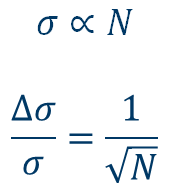 σ ∝ N
Δσ/σ = 1/√N